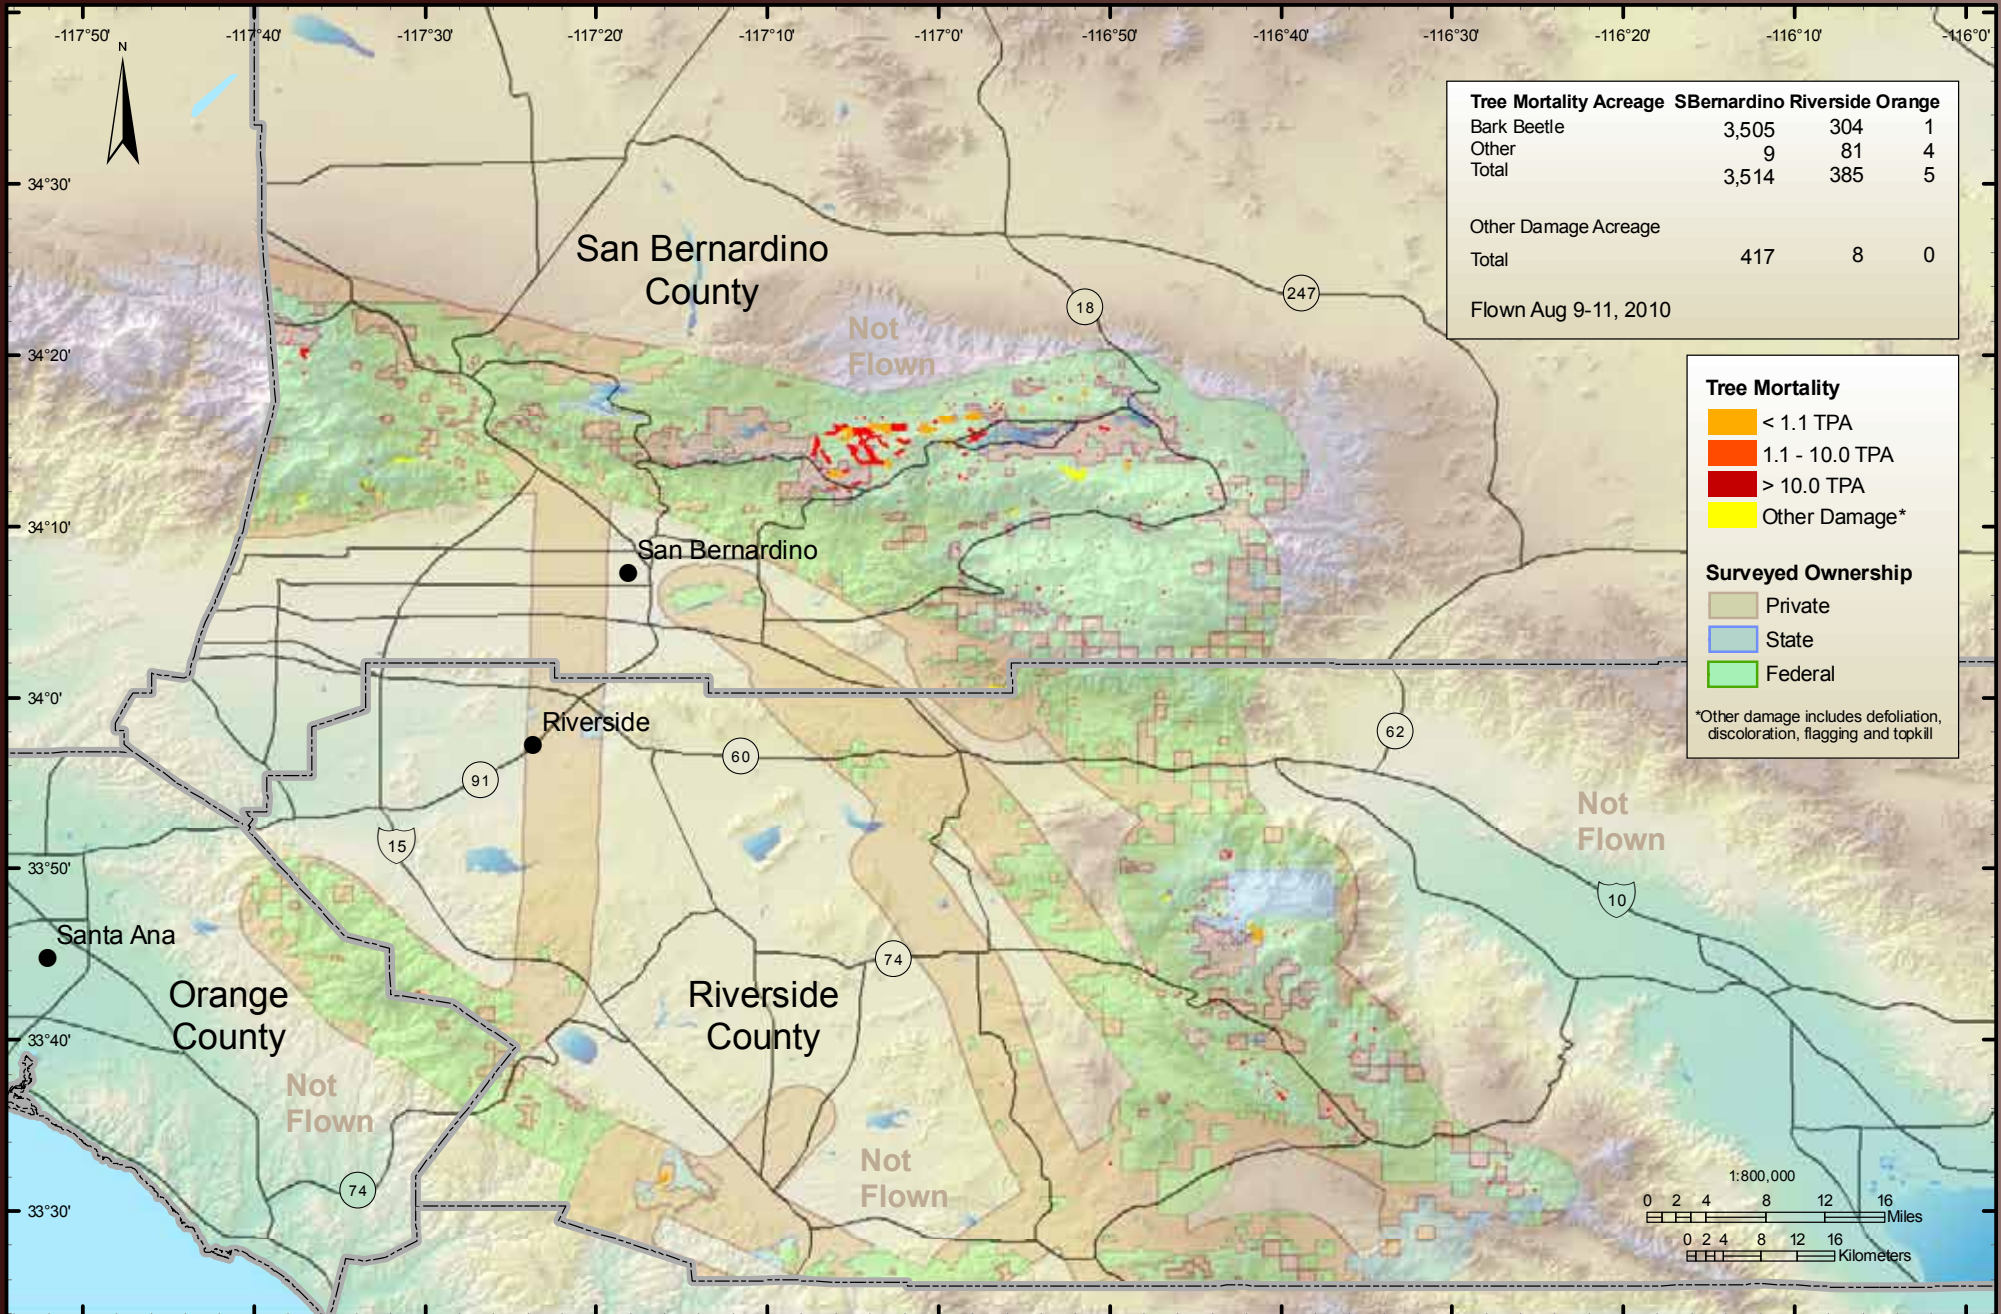 -117°50'
-117°40'
-117°30'
-117°20'
-117°10'
-117°0'
-116°50'
-116°40'
-116°30'
-116°20'
-116°10'
-116°0'
N
Tree Mortality Acreage SBernardino Riverside Orange
Bark Beetle 3,505 304 1
Other 9 81 4
Total 3,514 385 5
Other Damage Acreage
Total 417 8 0
Flown Aug 9-11, 2010
34°30'
San Bernardino
County
247
18
Not
Flown
34°20'
Tree Mortality
< 1.1 TPA
1.1 - 10.0 TPA
> 10.0 TPA
Other Damage*
Surveyed Ownership
Private
State
Federal
*Other damage includes defoliation,
discoloration, flagging and topkill
34°10'
San Bernardino
34°0'
Riverside
62
60
91
Not
Flown
15
33°50'
10
Santa Ana
74
Orange
County
Riverside
County
33°40'
Not
Flown
Not
Flown
74
33°30'
1:800,000
0 2 4 8 12 16
Miles
0 2 4 8 12 16
Kilometers